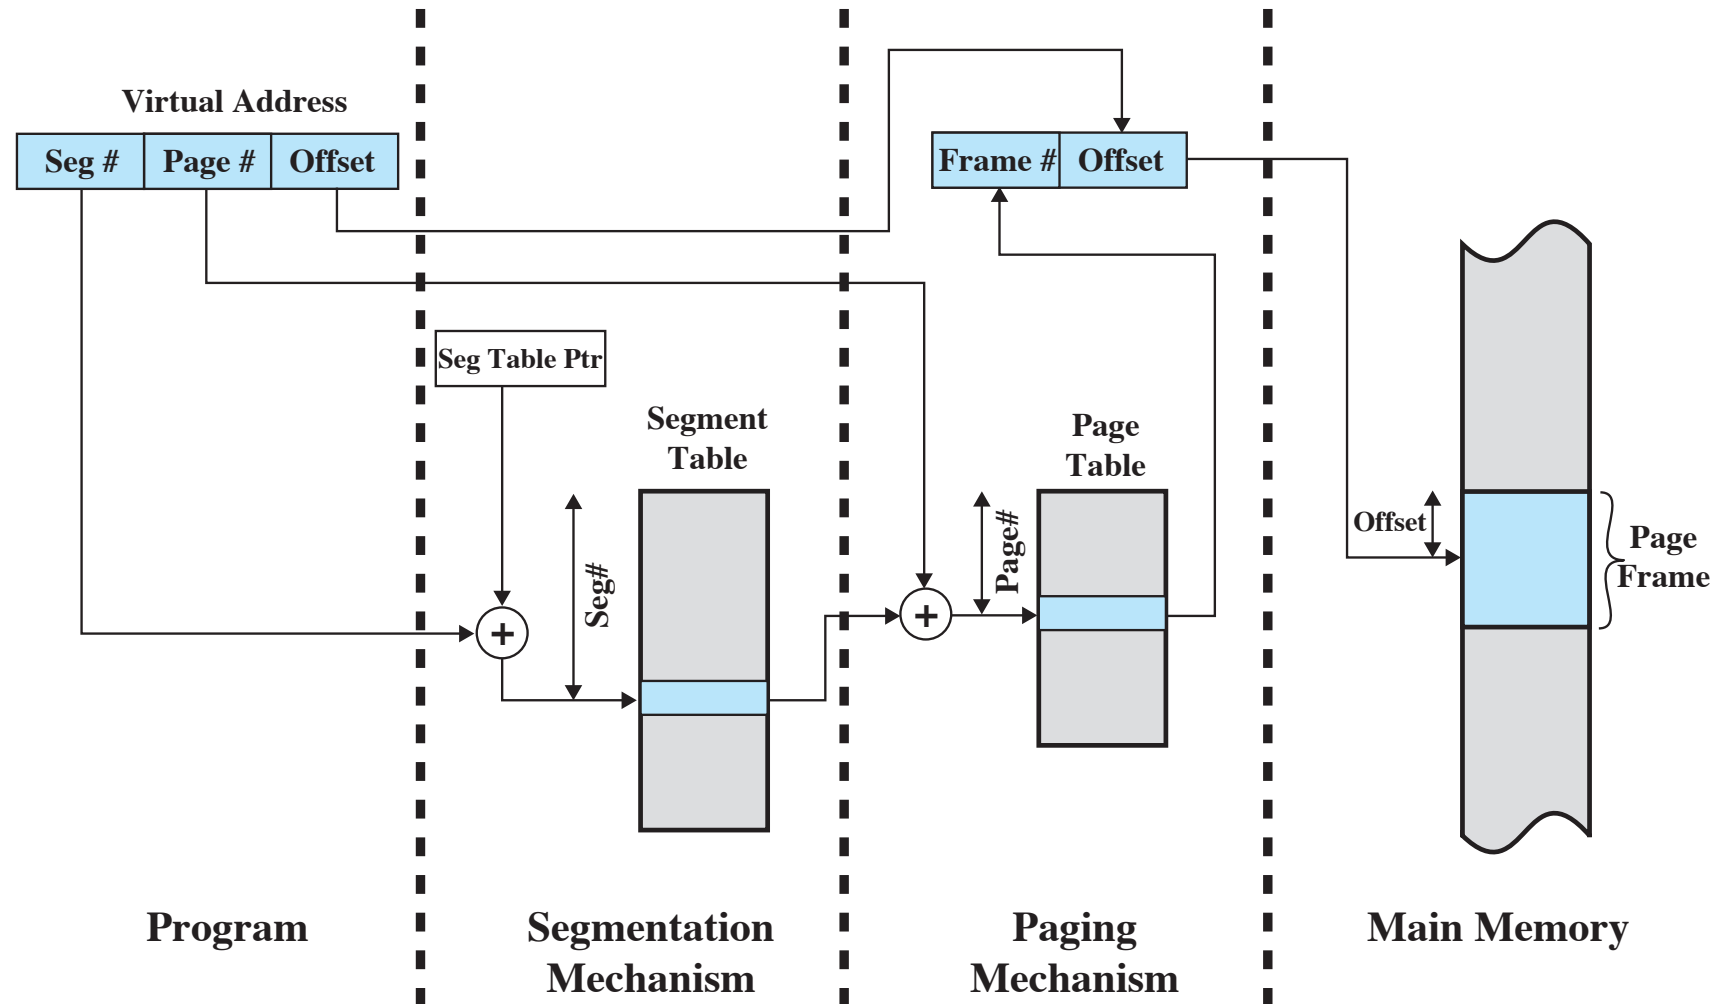 Virtual Address
Seg #
Page #
Offset
Frame #
Offset
Seg Table Ptr
Segment
Table
Page
Table
Seg#
Page#
+
+
Offset
Page
Frame
Program
Segmentation
Mechanism
Paging
Mechanism
Main Memory